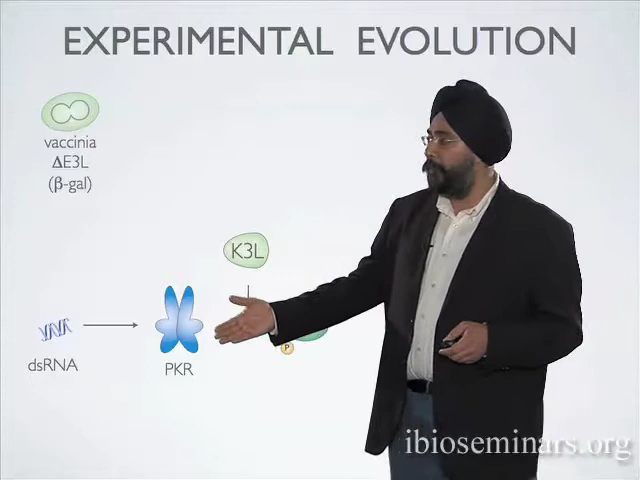 EXPERIMENTAL EVOLUTION
vaccinia
ΔE3L
(β-gal)
K3L
P
dsRNA
PKR
ibioseminars.org